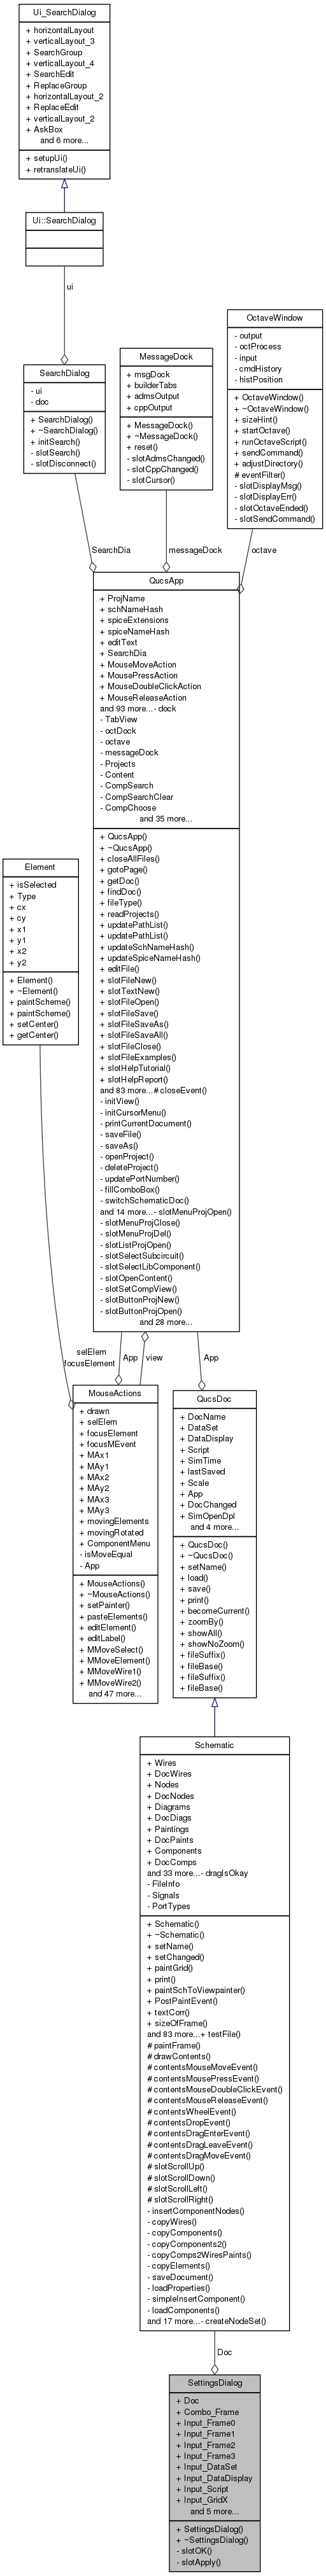 Ui_SearchDialog
+ horizontalLayout
+ verticalLayout_3
+ SearchGroup
+ verticalLayout_4
+ SearchEdit
+ ReplaceGroup
+ horizontalLayout_2
+ ReplaceEdit
+ verticalLayout_2
+ AskBox
and 6 more...
+ setupUi()
+ retranslateUi()
Ui::SearchDialog
ui
SearchDialog
- ui
- doc
+ SearchDialog()
+ ~SearchDialog()
+ initSearch()
- slotSearch()
- slotDisconnect()
MessageDock
+ msgDock
+ builderTabs
+ admsOutput
+ cppOutput
+ MessageDock()
+ ~MessageDock()
+ reset()
- slotAdmsChanged()
- slotCppChanged()
- slotCursor()
OctaveWindow
- output
- octProcess
- input
- cmdHistory
- histPosition
+ OctaveWindow()
+ ~OctaveWindow()
+ sizeHint()
+ startOctave()
+ runOctaveScript()
+ sendCommand()
+ adjustDirectory()
# eventFilter()
- slotDisplayMsg()
- slotDisplayErr()
- slotOctaveEnded()
- slotSendCommand()
SearchDia
messageDock
octave
QucsApp
+ ProjName
+ schNameHash
+ spiceExtensions
+ spiceNameHash
+ editText
+ SearchDia
+ MouseMoveAction
+ MousePressAction
+ MouseDoubleClickAction
+ MouseReleaseAction
and 93 more...- dock
- TabView
- octDock
- octave
- messageDock
- Projects
- Content
- CompSearch
- CompSearchClear
- CompChoose
and 35 more...
+ QucsApp()
+ ~QucsApp()
+ closeAllFiles()
+ gotoPage()
+ getDoc()
+ findDoc()
+ fileType()
+ readProjects()
+ updatePathList()
+ updatePathList()
+ updateSchNameHash()
+ updateSpiceNameHash()
+ editFile()
+ slotFileNew()
+ slotTextNew()
+ slotFileOpen()
+ slotFileSave()
+ slotFileSaveAs()
+ slotFileSaveAll()
+ slotFileClose()
+ slotFileExamples()
+ slotHelpTutorial()
+ slotHelpReport()
and 83 more...# closeEvent()
- initView()
- initCursorMenu()
- printCurrentDocument()
- saveFile()
- saveAs()
- openProject()
- deleteProject()
- updatePortNumber()
- fillComboBox()
- switchSchematicDoc()
and 14 more...- slotMenuProjOpen()
- slotMenuProjClose()
- slotMenuProjDel()
- slotListProjOpen()
- slotSelectSubcircuit()
- slotSelectLibComponent()
- slotOpenContent()
- slotSetCompView()
- slotButtonProjNew()
- slotButtonProjOpen()
and 28 more...
Element
+ isSelected
+ Type
+ cx
+ cy
+ x1
+ y1
+ x2
+ y2
+ Element()
+ ~Element()
+ paintScheme()
+ paintScheme()
+ setCenter()
+ getCenter()
selElem
focusElement
App
view
App
MouseActions
+ drawn
+ selElem
+ focusElement
+ focusMEvent
+ MAx1
+ MAy1
+ MAx2
+ MAy2
+ MAx3
+ MAy3
+ movingElements
+ movingRotated
+ ComponentMenu
- isMoveEqual
- App
+ MouseActions()
+ ~MouseActions()
+ setPainter()
+ pasteElements()
+ editElement()
+ editLabel()
+ MMoveSelect()
+ MMoveElement()
+ MMoveWire1()
+ MMoveWire2()
and 47 more...
QucsDoc
+ DocName
+ DataSet
+ DataDisplay
+ Script
+ SimTime
+ lastSaved
+ Scale
+ App
+ DocChanged
+ SimOpenDpl
and 4 more...
+ QucsDoc()
+ ~QucsDoc()
+ setName()
+ load()
+ save()
+ print()
+ becomeCurrent()
+ zoomBy()
+ showAll()
+ showNoZoom()
+ fileSuffix()
+ fileBase()
+ fileSuffix()
+ fileBase()
Schematic
+ Wires
+ DocWires
+ Nodes
+ DocNodes
+ Diagrams
+ DocDiags
+ Paintings
+ DocPaints
+ Components
+ DocComps
and 33 more...- dragIsOkay
- FileInfo
- Signals
- PortTypes
+ Schematic()
+ ~Schematic()
+ setName()
+ setChanged()
+ paintGrid()
+ print()
+ paintSchToViewpainter()
+ PostPaintEvent()
+ textCorr()
+ sizeOfFrame()
and 83 more...+ testFile()
# paintFrame()
# drawContents()
# contentsMouseMoveEvent()
# contentsMousePressEvent()
# contentsMouseDoubleClickEvent()
# contentsMouseReleaseEvent()
# contentsWheelEvent()
# contentsDropEvent()
# contentsDragEnterEvent()
# contentsDragLeaveEvent()
# contentsDragMoveEvent()
# slotScrollUp()
# slotScrollDown()
# slotScrollLeft()
# slotScrollRight()
- insertComponentNodes()
- copyWires()
- copyComponents()
- copyComponents2()
- copyComps2WiresPaints()
- copyElements()
- saveDocument()
- loadProperties()
- simpleInsertComponent()
- loadComponents()
and 17 more...- createNodeSet()
Doc
SettingsDialog
+ Doc
+ Combo_Frame
+ Input_Frame0
+ Input_Frame1
+ Input_Frame2
+ Input_Frame3
+ Input_DataSet
+ Input_DataDisplay
+ Input_Script
+ Input_GridX
and 5 more...
+ SettingsDialog()
+ ~SettingsDialog()
- slotOK()
- slotApply()